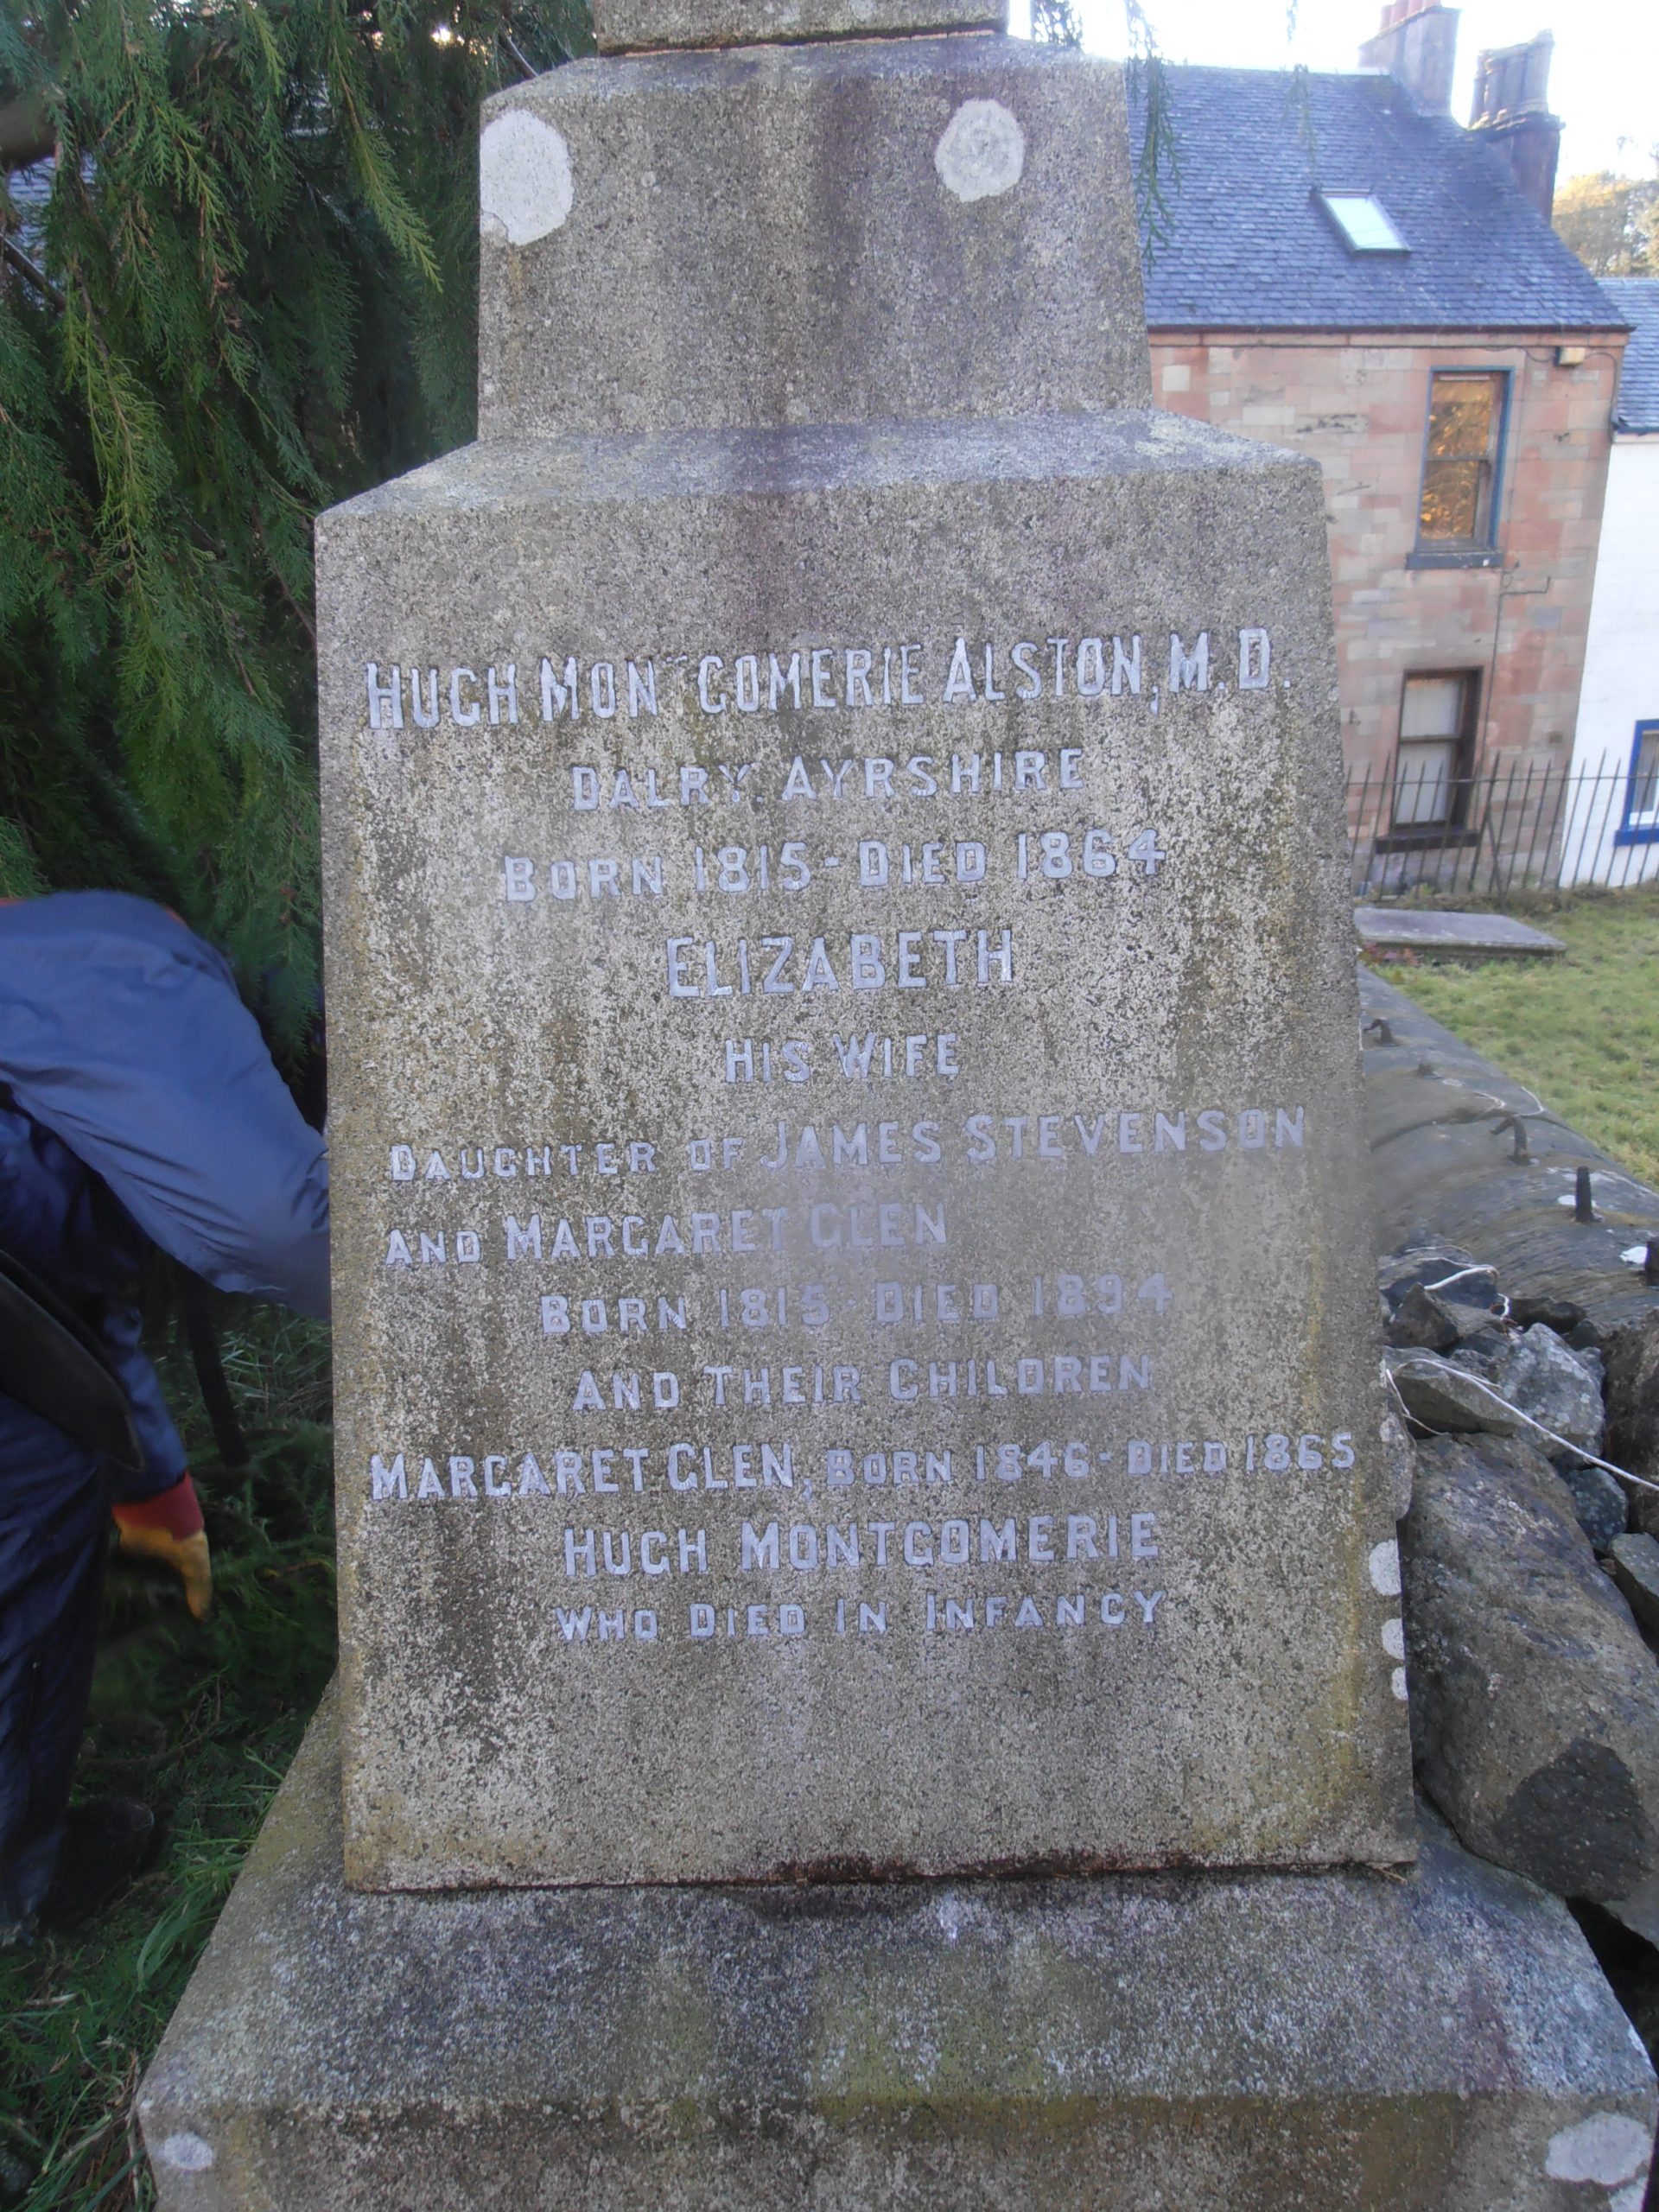 HUGH MONTGOMERIE ALSTON, M.D.
DALRY. AYRSHIRE
BORN 1815 - DIED 1864
ELIZABETH
HIS WIFE
DAUGHTER OF JAMES STEVENSON
AND MARGARET GLEN
BORN 1815 - DIED 1894
AND THEIR CHILDREN
MARGARET GLEN, BORN 1846 - DIED 1865
HUGH MONTGOMERIE
WHO DIED IN INFANCY